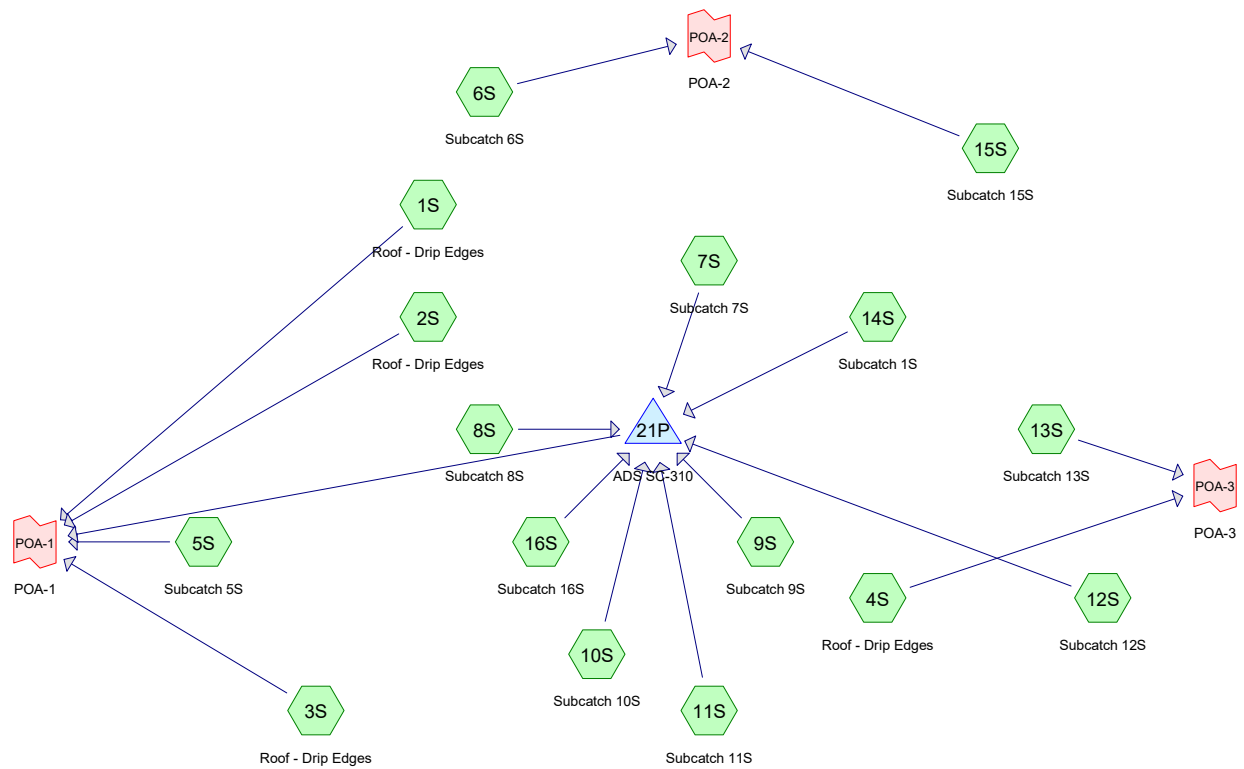 POA-2
POA-2
6S
Subcatch 6S
15S
Subcatch 15S
1S
Roof - Drip Edges
7S
Subcatch 7S
2S
Roof - Drip Edges
14S
Subcatch 1S
8S
Subcatch 8S
21P
ADS SC-310
13S
Subcatch 13S
POA-3
POA-3
POA-1
POA-1
5S
Subcatch 5S
16S
Subcatch 16S
9S
Subcatch 9S
4S
Roof - Drip Edges
12S
Subcatch 12S
10S
Subcatch 10S
3S
Roof - Drip Edges
11S
Subcatch 11S